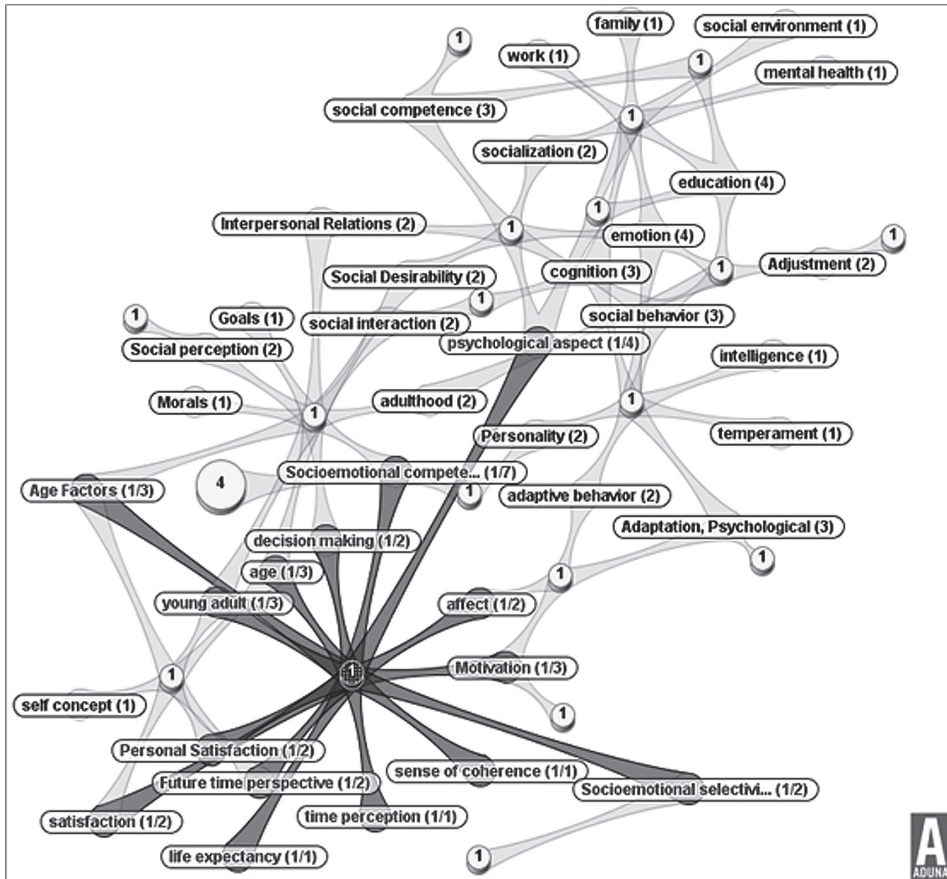 family (1)
social environment (1)
1
work (1)
1
mental health (1)
social competence (3)
1
socialization (2)
education (4)
1
Interpersonal Relations (2)
1
emotion (4)
1
Adjustment (2)
1
Social Desirability (2)
cognition (3)
1
Goals (1)
1
social interaction (2)
social behavior (3)
psychological aspect (1/4)
Social perception (2)
intelligence (1)
Morals (1)
1
adulthood (2)
1
Personality (2)
temperament (1)
Socioemotional compete... (1/7)
4
Age Factors (1/3)
1
adaptive behavior (2)
Adaptation, Psychological (3)
decision making (1/2)
1
age (1/3)
1
young adult (1/3)
affect (1/2)
1
1
Motivation (1/3)
self concept (1)
1
Personal Satisfaction (1/2)
Future time perspective (1/2)
sense of coherence (1/1)
Socioemotional selectivi... (1/2)
satisfaction (1/2)
time perception (1/1)
life expectancy (1/1)
1
A
ADUNA